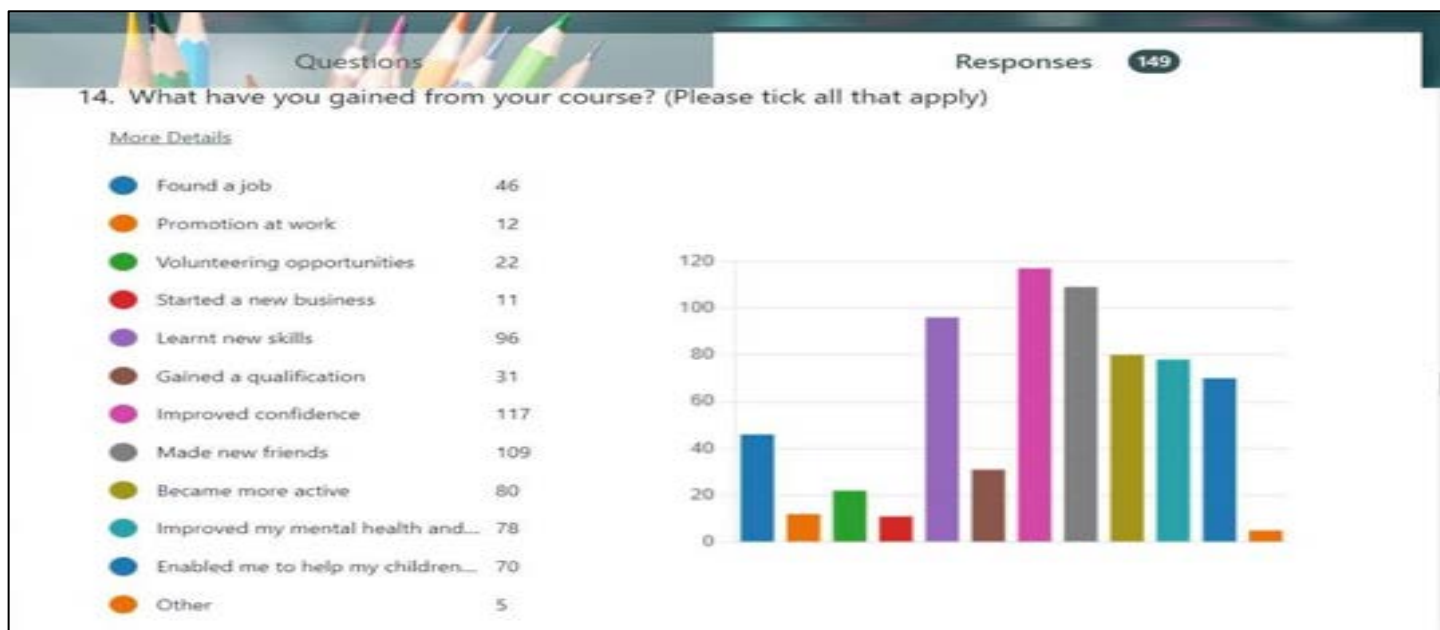 Questions
Responses 149
14. What have you gained from your course? (Please tick all that apply)
More Details
Found a job 46
Promotion at work 12
Volunteering opportunities 22
Started a new business 11
Learnt new skills 96
Gained a qualification 31
Improved confidence 117
Made new friends 109
Became more active 80
Improved my mental health and... 78
Enabled me to help my children... 70
Other 5
120
100
80
60
40
20
0